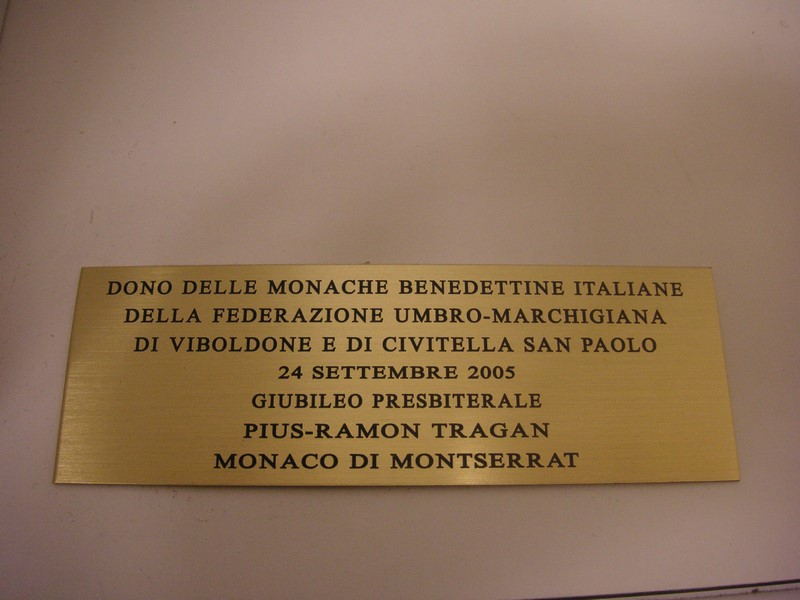 DONO DELLE MONACHE BENEDETTINE ITALIANE
DELLA FEDERAZIONE UMBRO-MARCHIGIANA
DI VIBOLDONE E DI CIVITELLA SAN PAOLO
24 SETTEMBRE 2005
GIUBILEO PRESBITERALE
PIUS-RAMON TRAGAN
MONACO DI MONTSERRAT